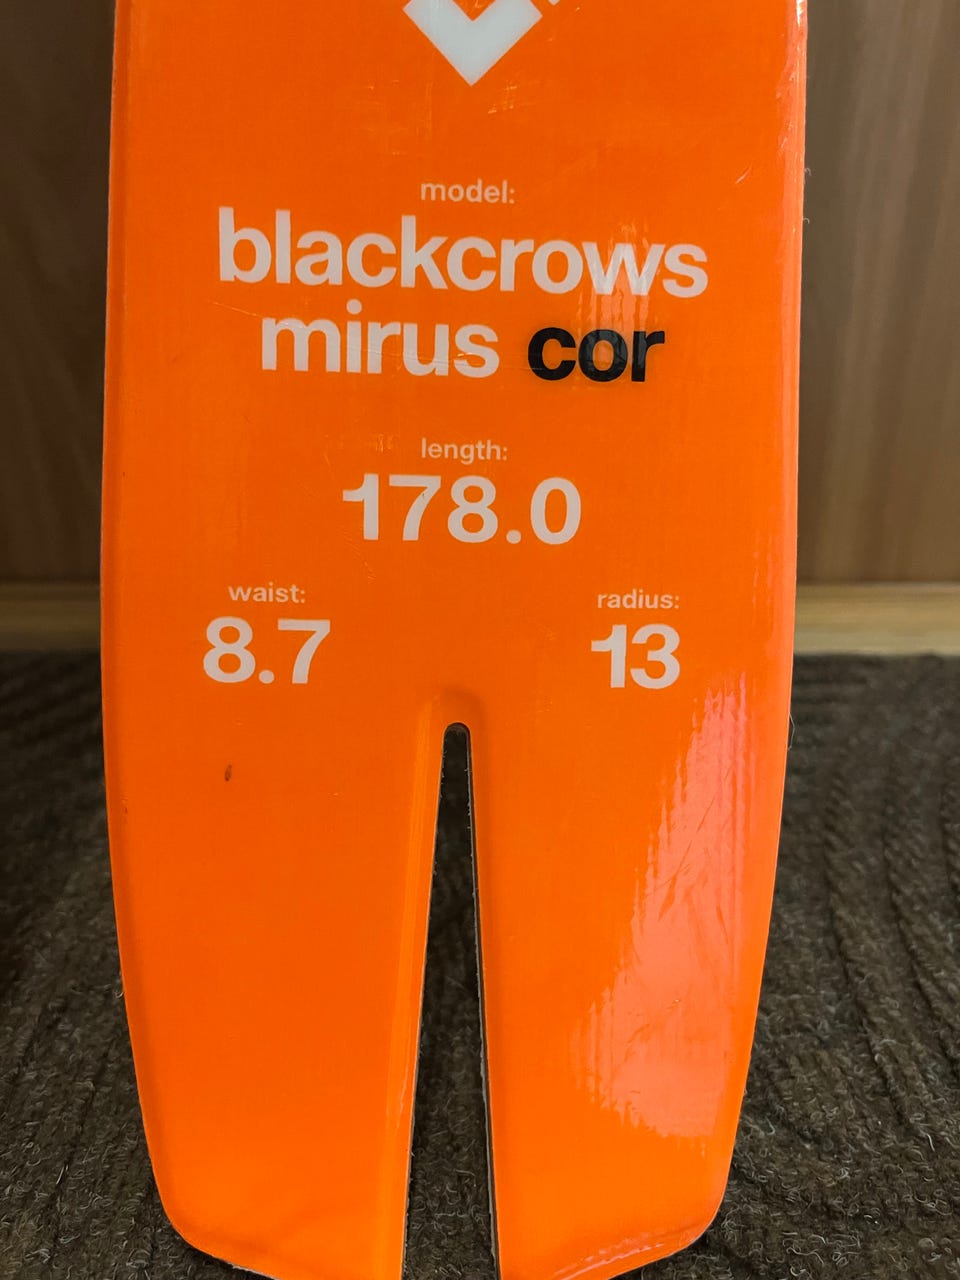 model:
blackcrows
mirus cor
length:
178.0
waist:
8.7
radius:
13